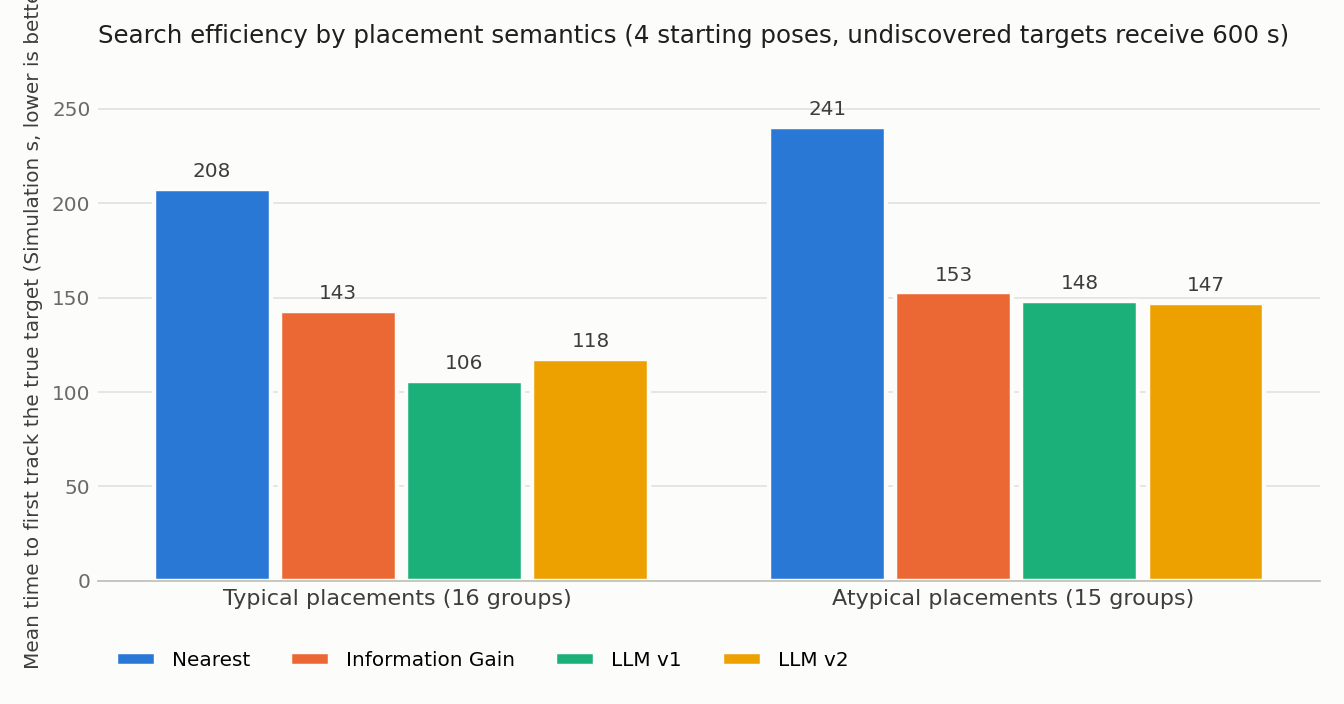 Search efficiency by placement semantics (4 starting poses, undiscovered targets receive 600 s)
Mean time to first track the true target (Simulation s, lower is bette
250
200
150
100
50
0
208
143
106
118
241
153
148
147
Typical placements (16 groups)
Atypical placements (15 groups)
Nearest
Information Gain
LLM v1
LLM v2